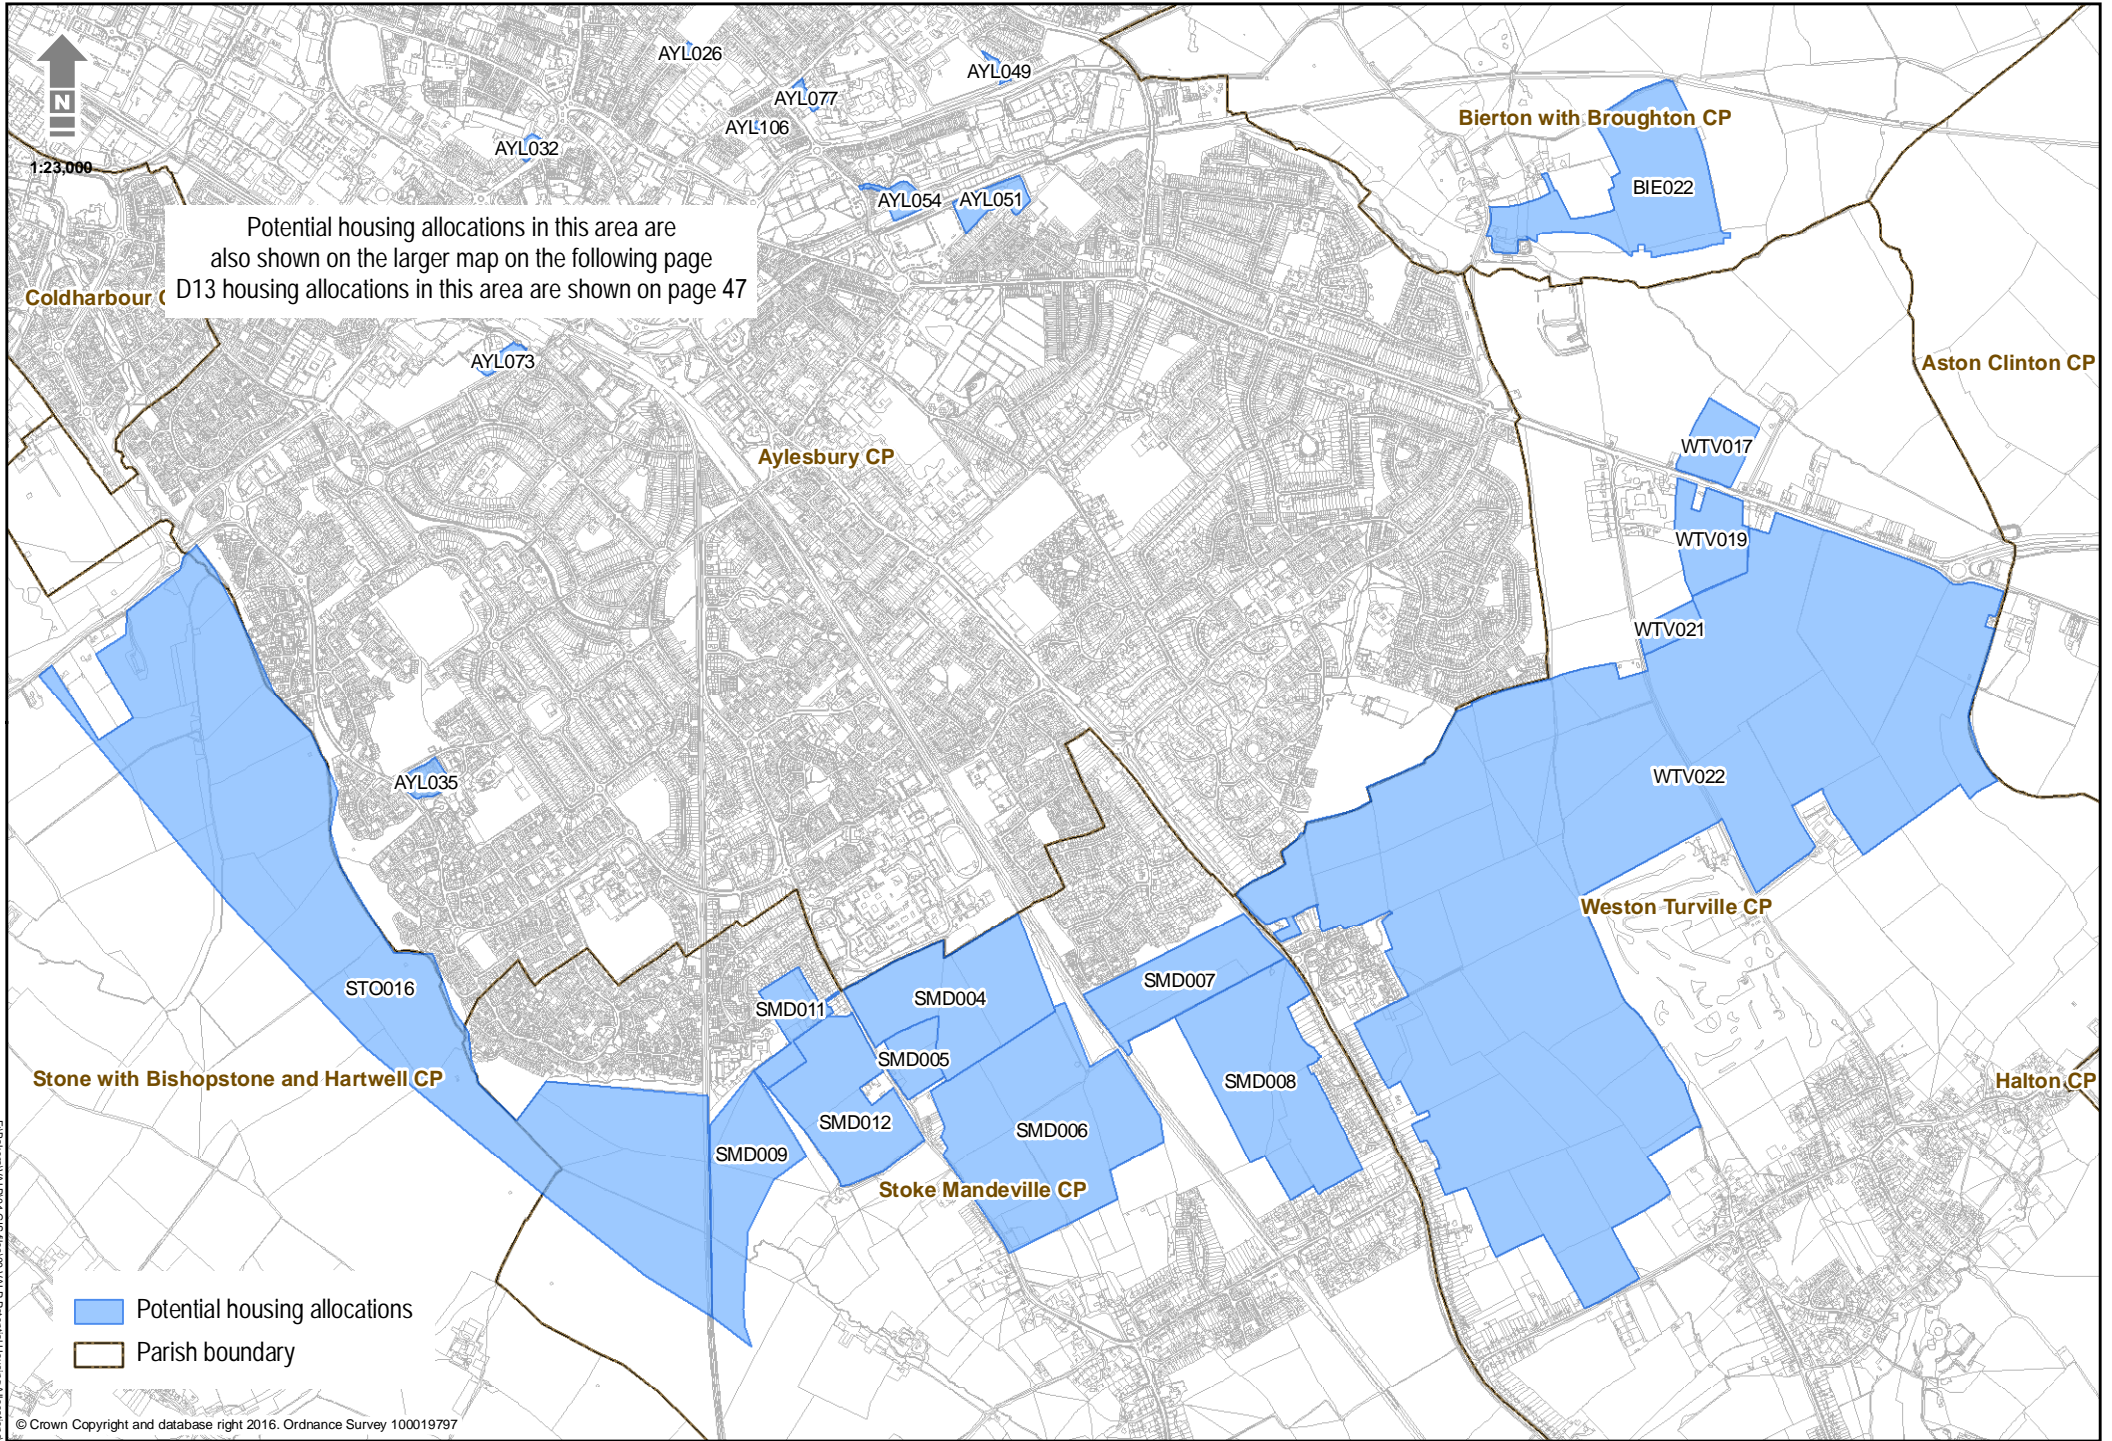 AYL026
AYL049
AYL077
N
Bierton with Broughton CP
AYL106
AYL032
1:23,000
BIE022
AYL054
AYL051
Potential housing allocations in this area are
also shown on the larger map on the following page
D13 housing allocations in this area are shown on page 47
Coldharbour C
AYL073
Aston Clinton CP
WTV017
Aylesbury CP
WTV019
WTV021
WTV022
AYL035
Weston Turville CP
STO016
SMD007
SMD004
SMD011
SMD005
Stone with Bishopstone and Hartwell CP
SMD008
Halton CP
SMD012
SMD006
SMD009
Stoke Mandeville CP
Potential housing allocations
Parish boundary
© Crown Copyright and database right 2016. Ordnance Survey 100019797